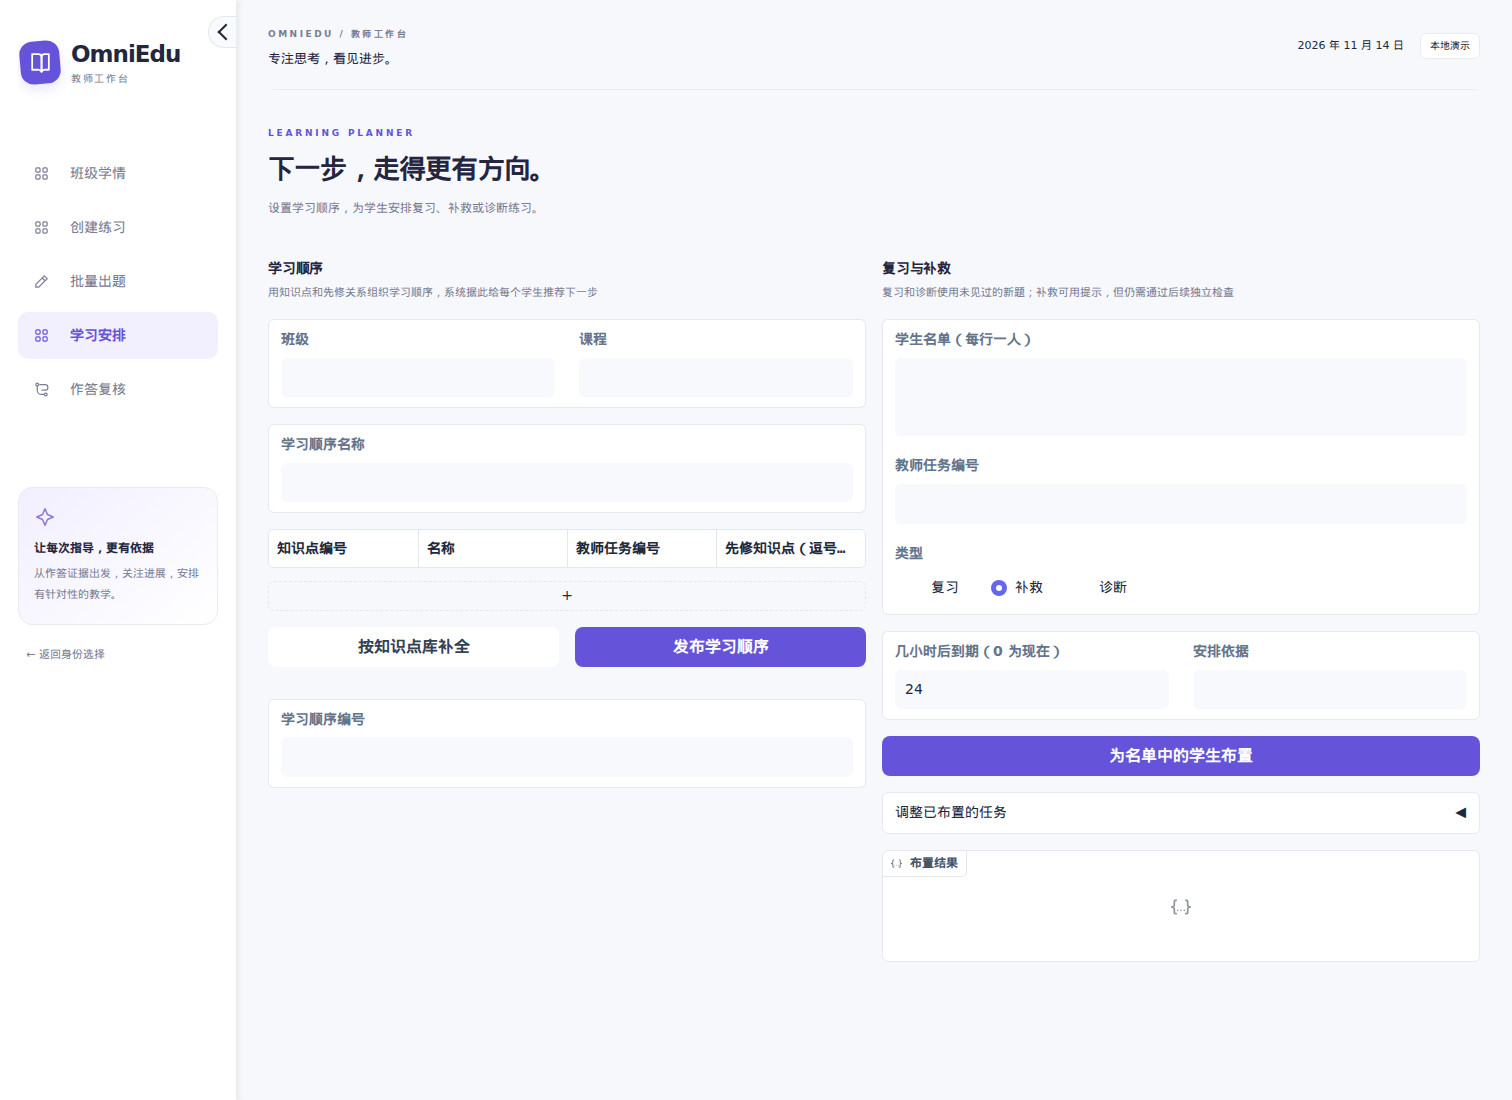 OmniEdu
教师工作台
班级学情
创建练习
批量出题
学习安排
作答复核
让每次指导，更有依据
从作答证据出发，关注进展，安排
有针对性的教学。
← 返回身份选择
OMNIEDU / 教师工作台
专注思考，看见进步。
2026 年 11 月 14 日
本地演示
LEARNING PLANNER
下一步，走得更有方向。
设置学习顺序，为学生安排复习、补救或诊断练习。
学习顺序
用知识点和先修关系组织学习顺序，系统据此给每个学生推荐下一步
班级
课程
学习顺序名称
知识点编号
名称
教师任务编号
先修知识点（逗号…
+
按知识点库补全
发布学习顺序
学习顺序编号
复习与补救
复习和诊断使用未见过的新题；补救可用提示，但仍需通过后续独立检查
学生名单（每行一人）
教师任务编号
类型
复习
补救
诊断
几小时后到期（0 为现在）
24
安排依据
为名单中的学生布置
调整已布置的任务
◀
{..} 布置结果
{...}